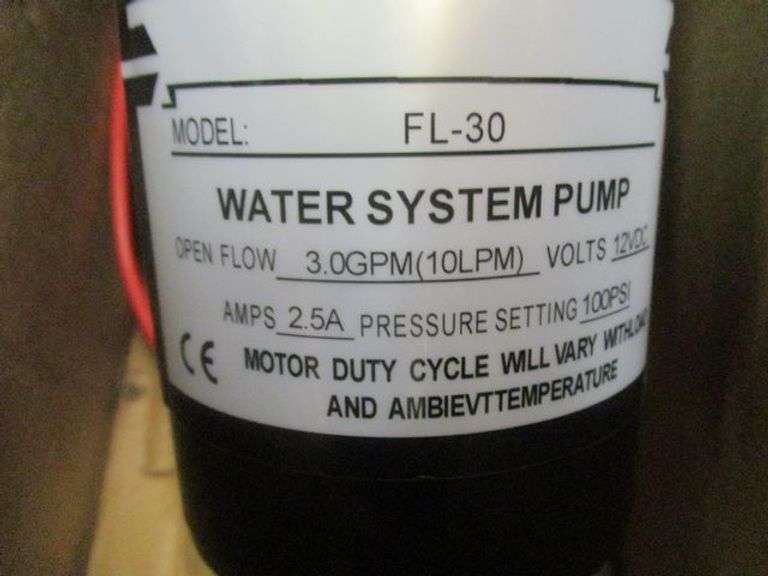 MODEL: FL-30
WATER SYSTEM PUMP
OPEN FLOW 3.0GPM(10LPM) VOLTS 12VDC
AMPS 2.5A PRESSURE SETTING 100PSI
CE MOTOR DUTY CYCLE WILL VARY WITHLOAD
AND AMBIEVTTEMPERATURE